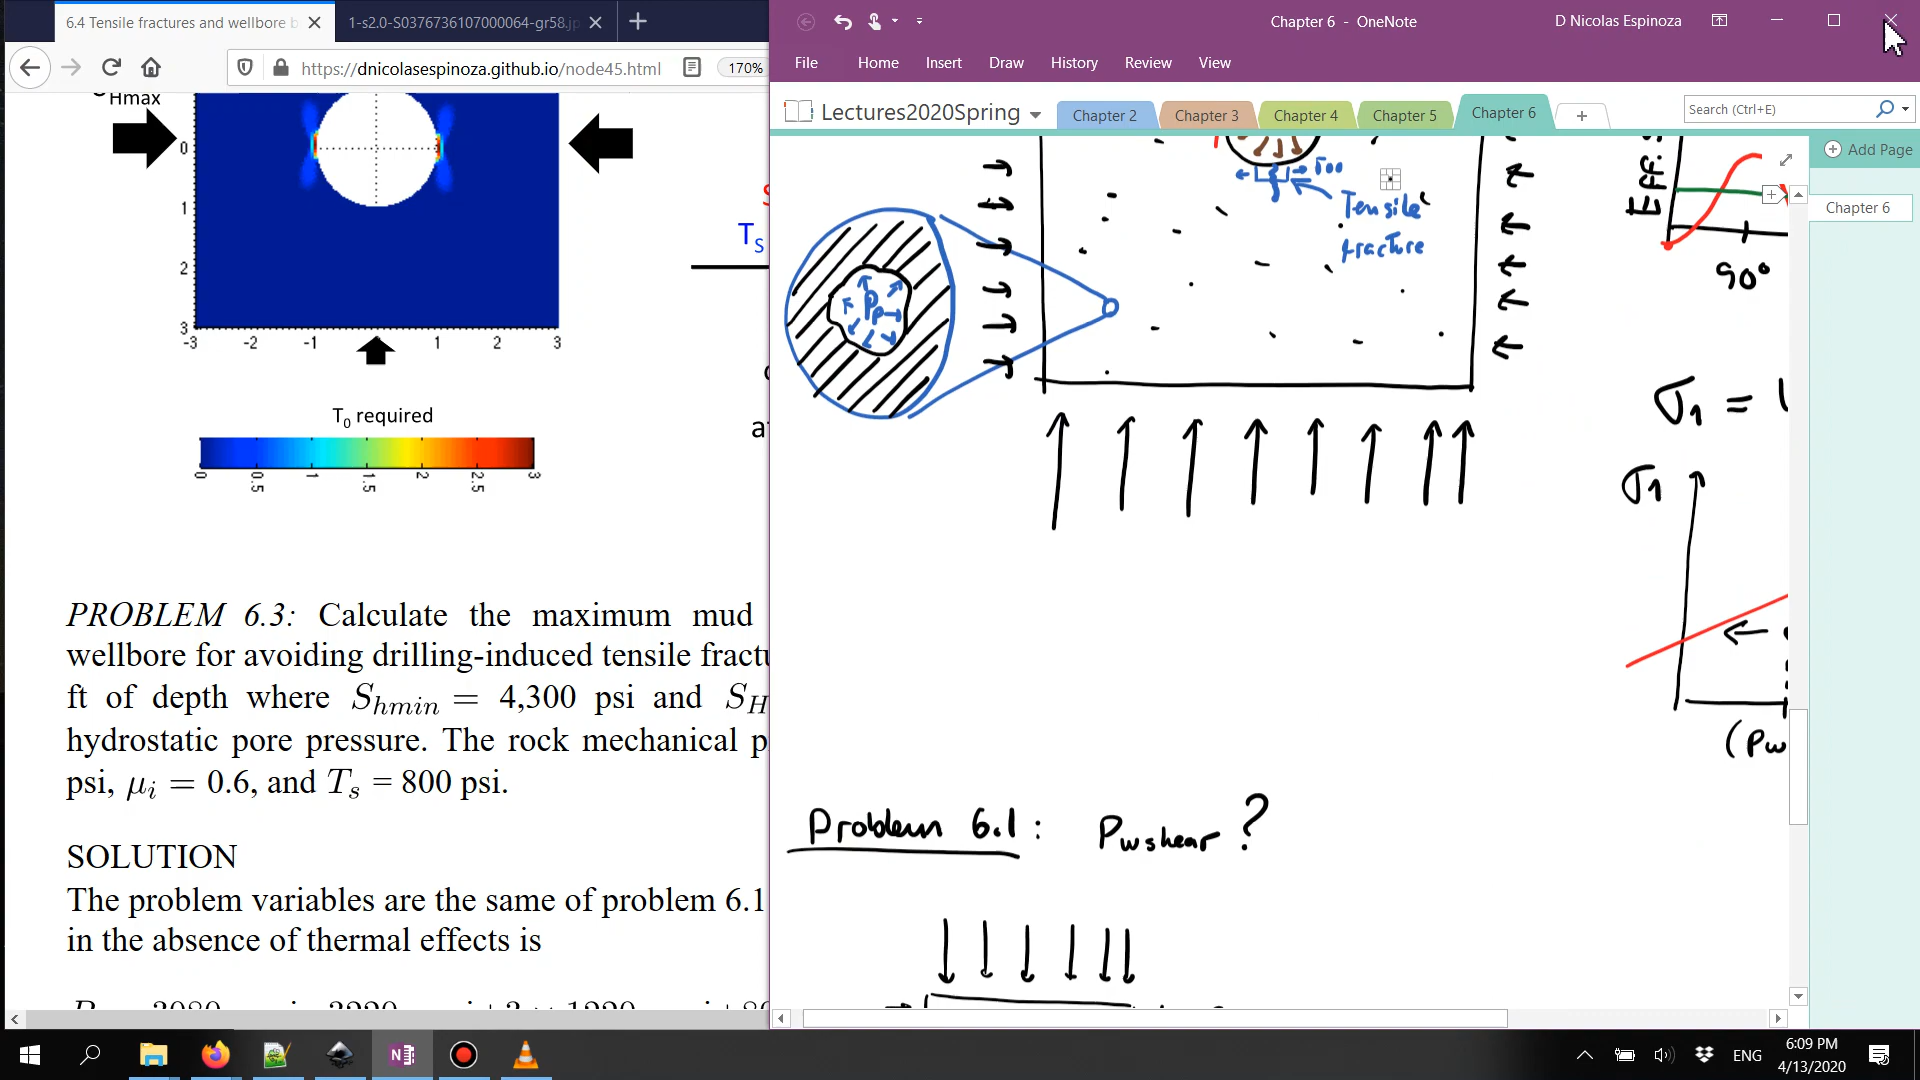 6.4 Tensile fractures and wellbore b
1-s2.0-S0376736107000064-gr58.jp
https://dnicolasespinoza.github.io/node45.html
170%
Chapter 6 - OneNote
D Nicolas Espinoza
File Home Insert Draw History Review View
Lectures2020Spring
Chapter 2 Chapter 3 Chapter 4 Chapter 5 Chapter 6
Search (Ctrl+E)
Add Page
Chapter 6
Hmax
0
1
2
3
-3 -2 -1 1 2 3
T0 required
0 0.5 1 1.5 2 2.5 3
Ts
PROBLEM 6.3: Calculate the maximum mud
wellbore for avoiding drilling-induced tensile fractu
ft of depth where Shmin = 4,300 psi and SH
hydrostatic pore pressure. The rock mechanical p
psi, μi = 0.6, and Ts = 800 psi.
SOLUTION
The problem variables are the same of problem 6.1
in the absence of thermal effects is
Pp
σθθ
Tensile
fracture
Eff.
90°
σ1 =
σ1
(Pw
Problem 6.1: Pwshear ?
ENG
6:09 PM
4/13/2020